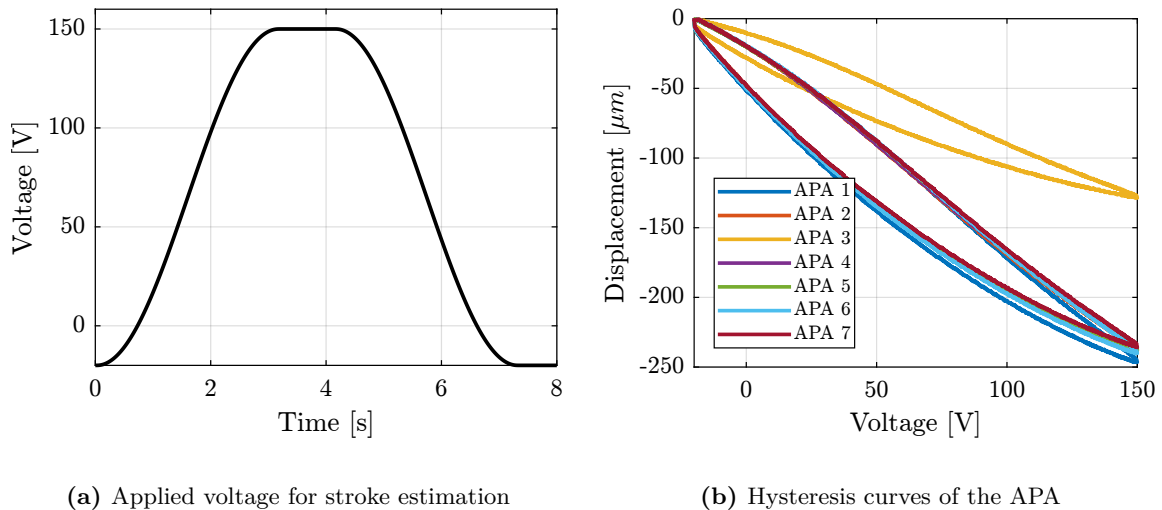 150
100
50
0
Voltage [V]
0 2 4 6 8
Time [s]
(a) Applied voltage for stroke estimation
0
-50
-100
-150
-200
-250
Displacement [μm]
APA 1
APA 2
APA 3
APA 4
APA 5
APA 6
APA 7
0 50 100 150
Voltage [V]
(b) Hysteresis curves of the APA